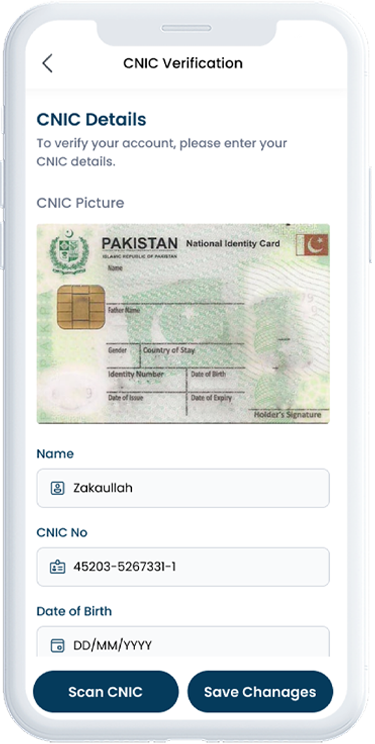 CNIC Verification
CNIC Details
To verify your account, please enter your
CNIC details.
CNIC Picture
PAKISTAN National Identity Card
ISLAMIC REPUBLIC OF PAKISTAN
Name
Father Name
Gender Country of Stay
Identity Number Date of Birth
Date of Issue Date of Expiry
Holder's Signature
Name
Zakaullah
CNIC No
45203-5267331-1
Date of Birth
DD/MM/YYYY
Scan CNIC Save Chanages